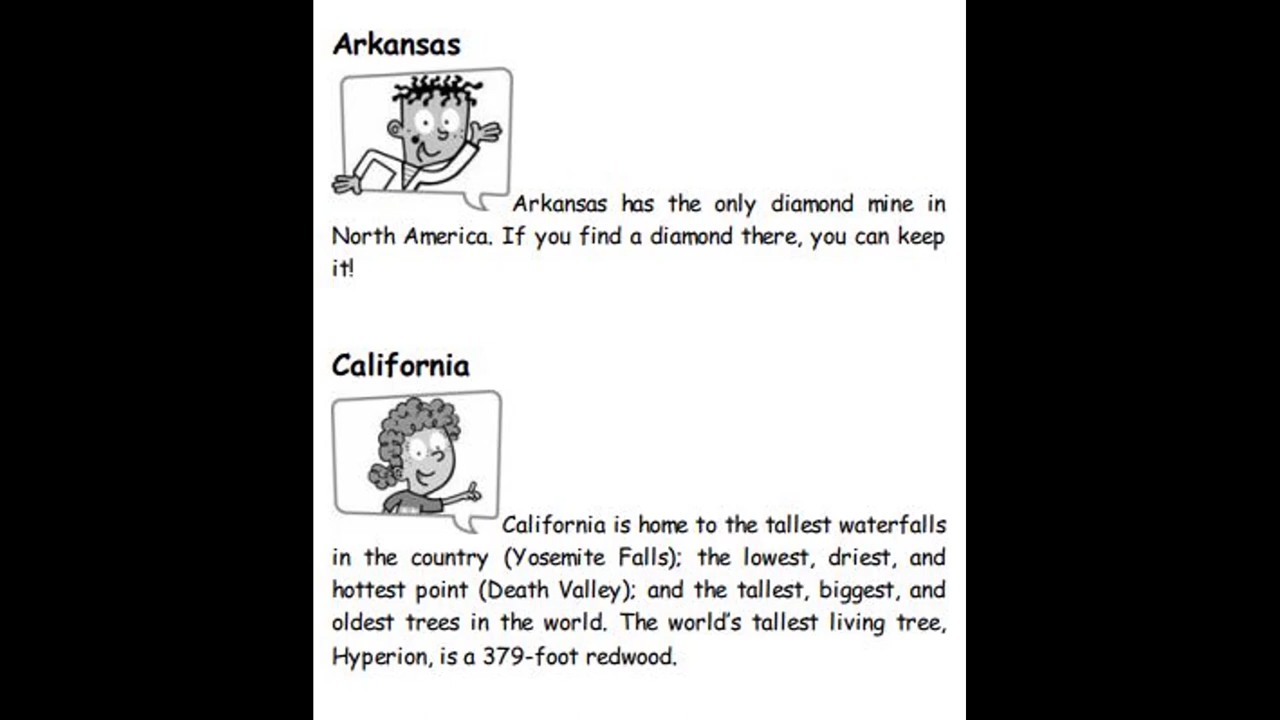 Arkansas
Arkansas has the only diamond mine in
North America. If you find a diamond there, you can keep
it!
California
California is home to the tallest waterfalls
in the country (Yosemite Falls); the lowest, driest, and
hottest point (Death Valley); and the tallest, biggest, and
oldest trees in the world. The world's tallest living tree,
Hyperion, is a 379-foot redwood.